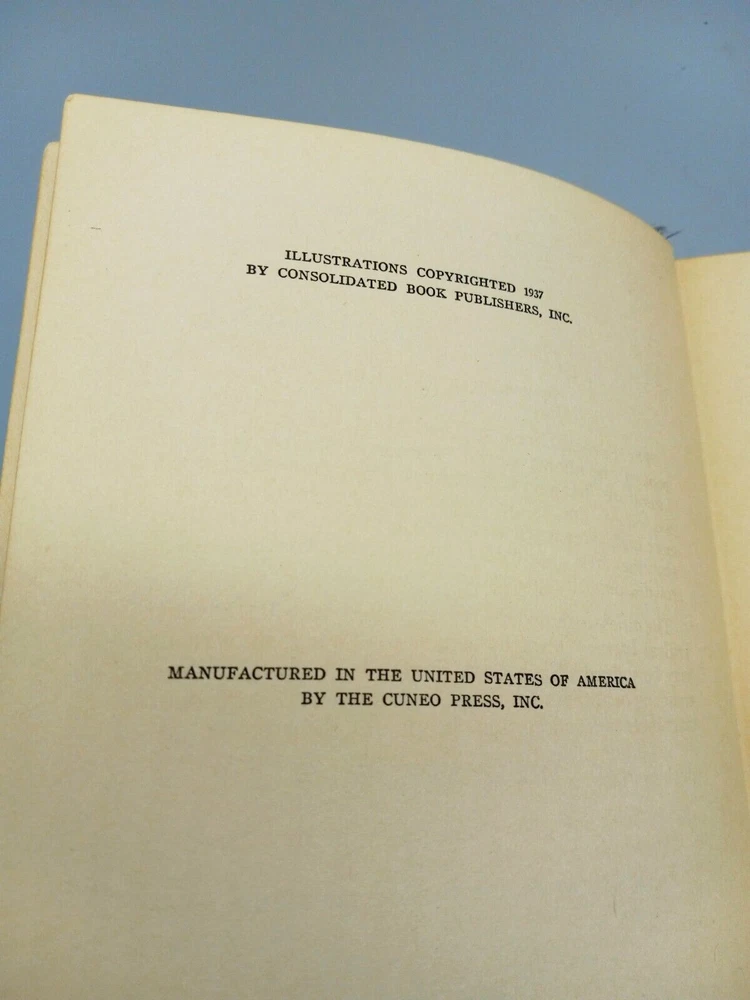 ILLUSTRATIONS COPYRIGHTED 1937
BY CONSOLIDATED BOOK PUBLISHERS, INC.
MANUFACTURED IN THE UNITED STATES OF AMERICA
BY THE CUNEO PRESS, INC.